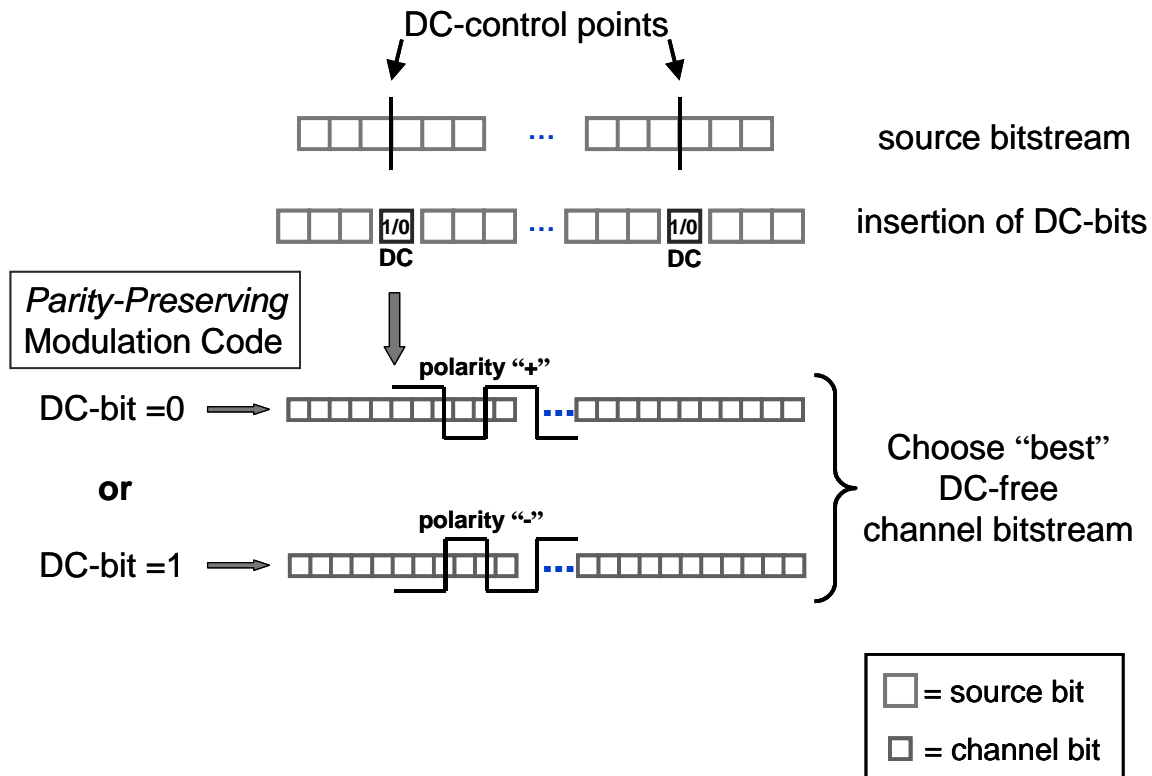 DC-control points
...
source bitstream
1/0
...
1/0
insertion of DC-bits
DC
DC
Parity-Preserving
Modulation Code
polarity “+”
DC-bit =0
...
Choose “best”
DC-free
channel bitstream
or
polarity “-”
DC-bit =1
...
= source bit
= channel bit